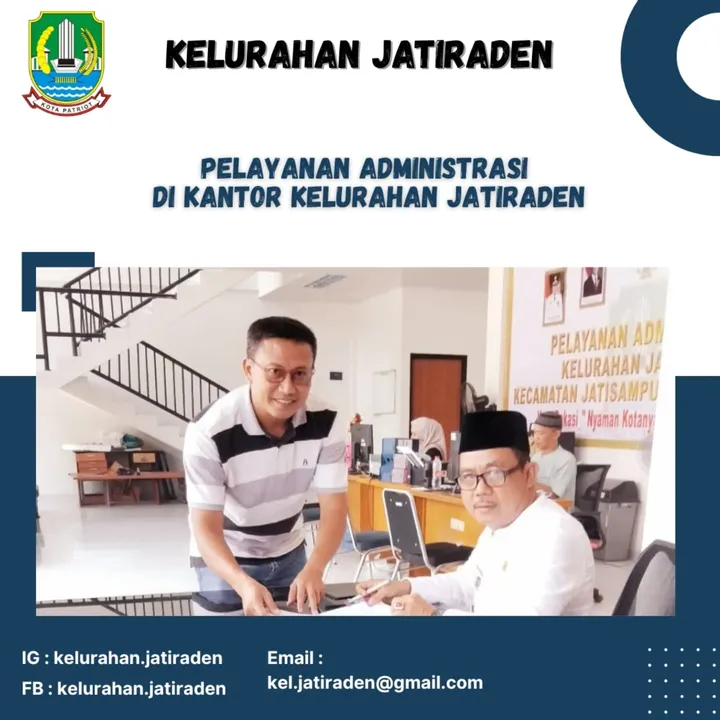 KELURAHAN JATIRADEN
KOTA PATRIOT
PELAYANAN ADMINISTRASI
DI KANTOR KELURAHAN JATIRADEN
PELAYANAN ADM
KELURAHAN JA
KECAMATAN JATISAMPU
"Nyaman Kotanya
IG : kelurahan.jatiraden
FB : kelurahan.jatiraden
Email :
kel.jatiraden@gmail.com